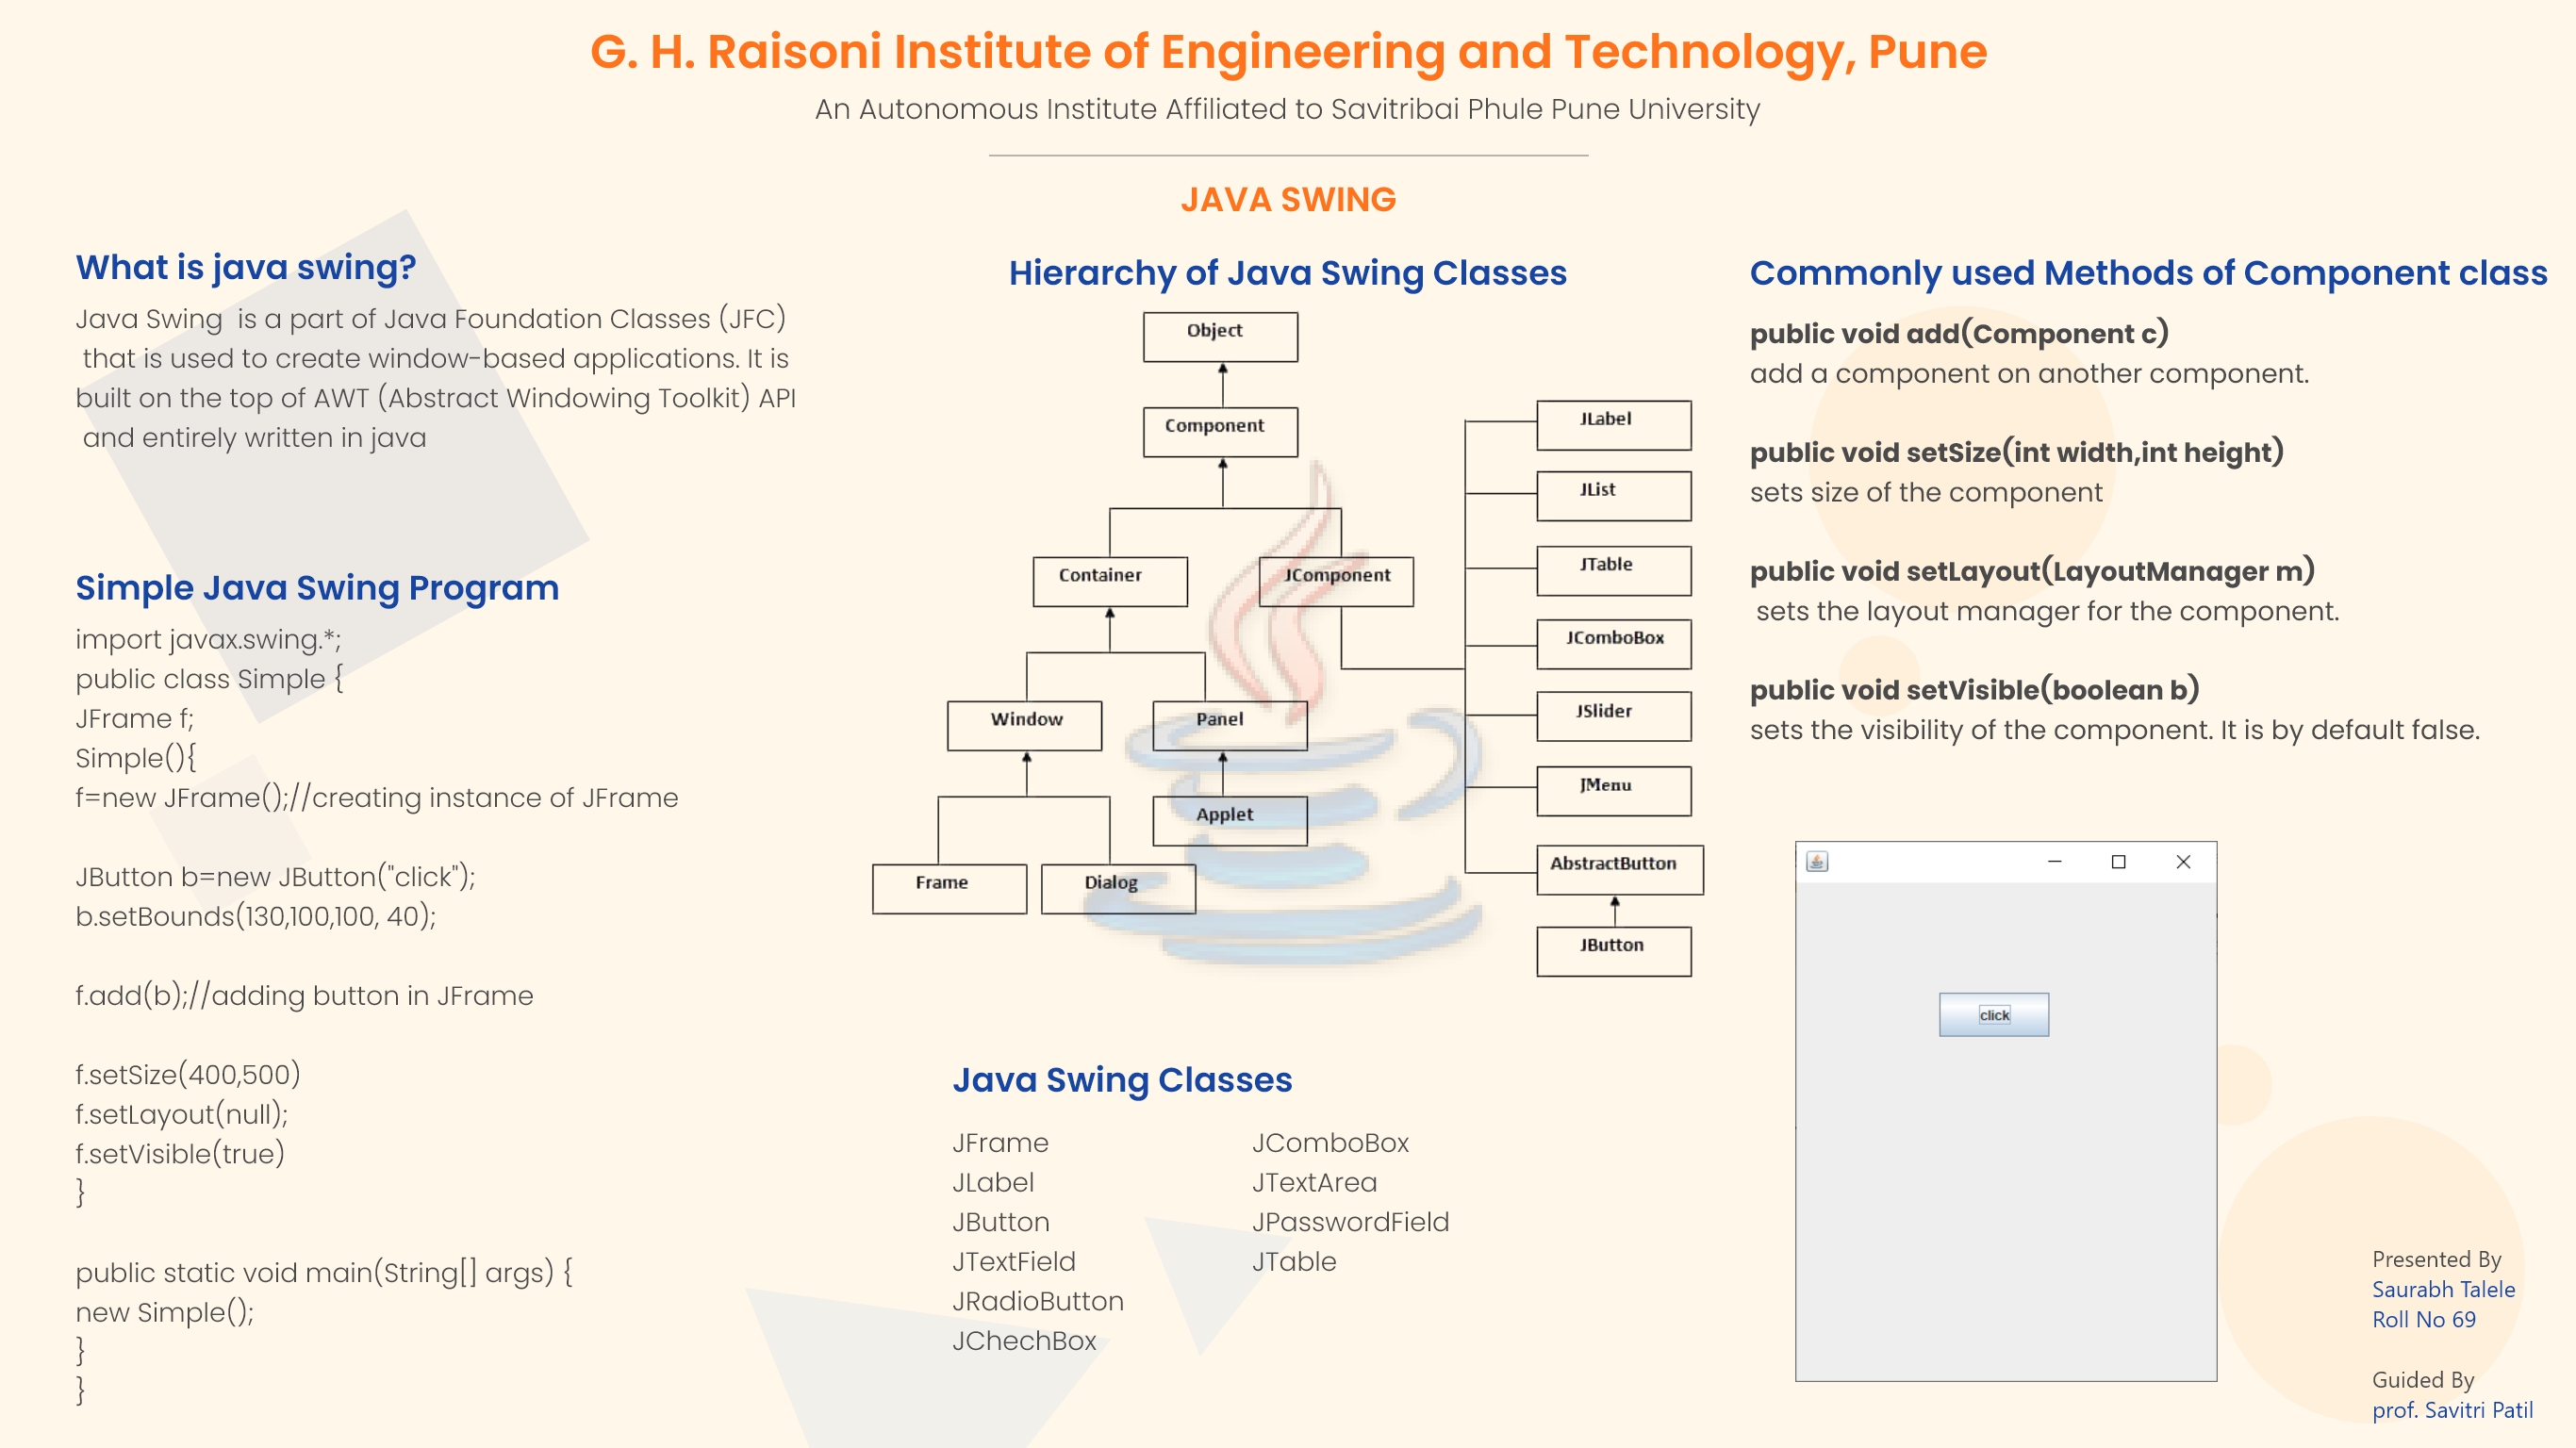 G. H. Raisoni Institute of Engineering and Technology, Pune
An Autonomous Institute Affiliated to Savitribai Phule Pune University
JAVA SWING
What is java swing?
Java Swing is a part of Java Foundation Classes (JFC)
that is used to create window-based applications. It is
built on the top of AWT (Abstract Windowing Toolkit) API
and entirely written in java
Simple Java Swing Program
import javax.swing.*;
public class Simple {
JFrame f;
Simple(){
f=new JFrame();//creating instance of JFrame
JButton b=new JButton("click");
b.setBounds(130,100,100, 40);
f.add(b);//adding button in JFrame
f.setSize(400,500)
f.setLayout(null);
f.setVisible(true)
}
public static void main(String[] args) {
new Simple();
}
}
Hierarchy of Java Swing Classes
Object
Component
Container
JComponent
Window
Panel
Applet
Frame
Dialog
JLabel
JList
JTable
JComboBox
JSlider
JMenu
AbstractButton
JButton
Java Swing Classes
JFrame
JLabel
JButton
JTextField
JRadioButton
JChechBox
JComboBox
JTextArea
JPasswordField
JTable
Commonly used Methods of Component class
public void add(Component c)
add a component on another component.
public void setSize(int width,int height)
sets size of the component
public void setLayout(LayoutManager m)
sets the layout manager for the component.
public void setVisible(boolean b)
sets the visibility of the component. It is by default false.
click
Presented By
Saurabh Talele
Roll No 69
Guided By
prof. Savitri Patil